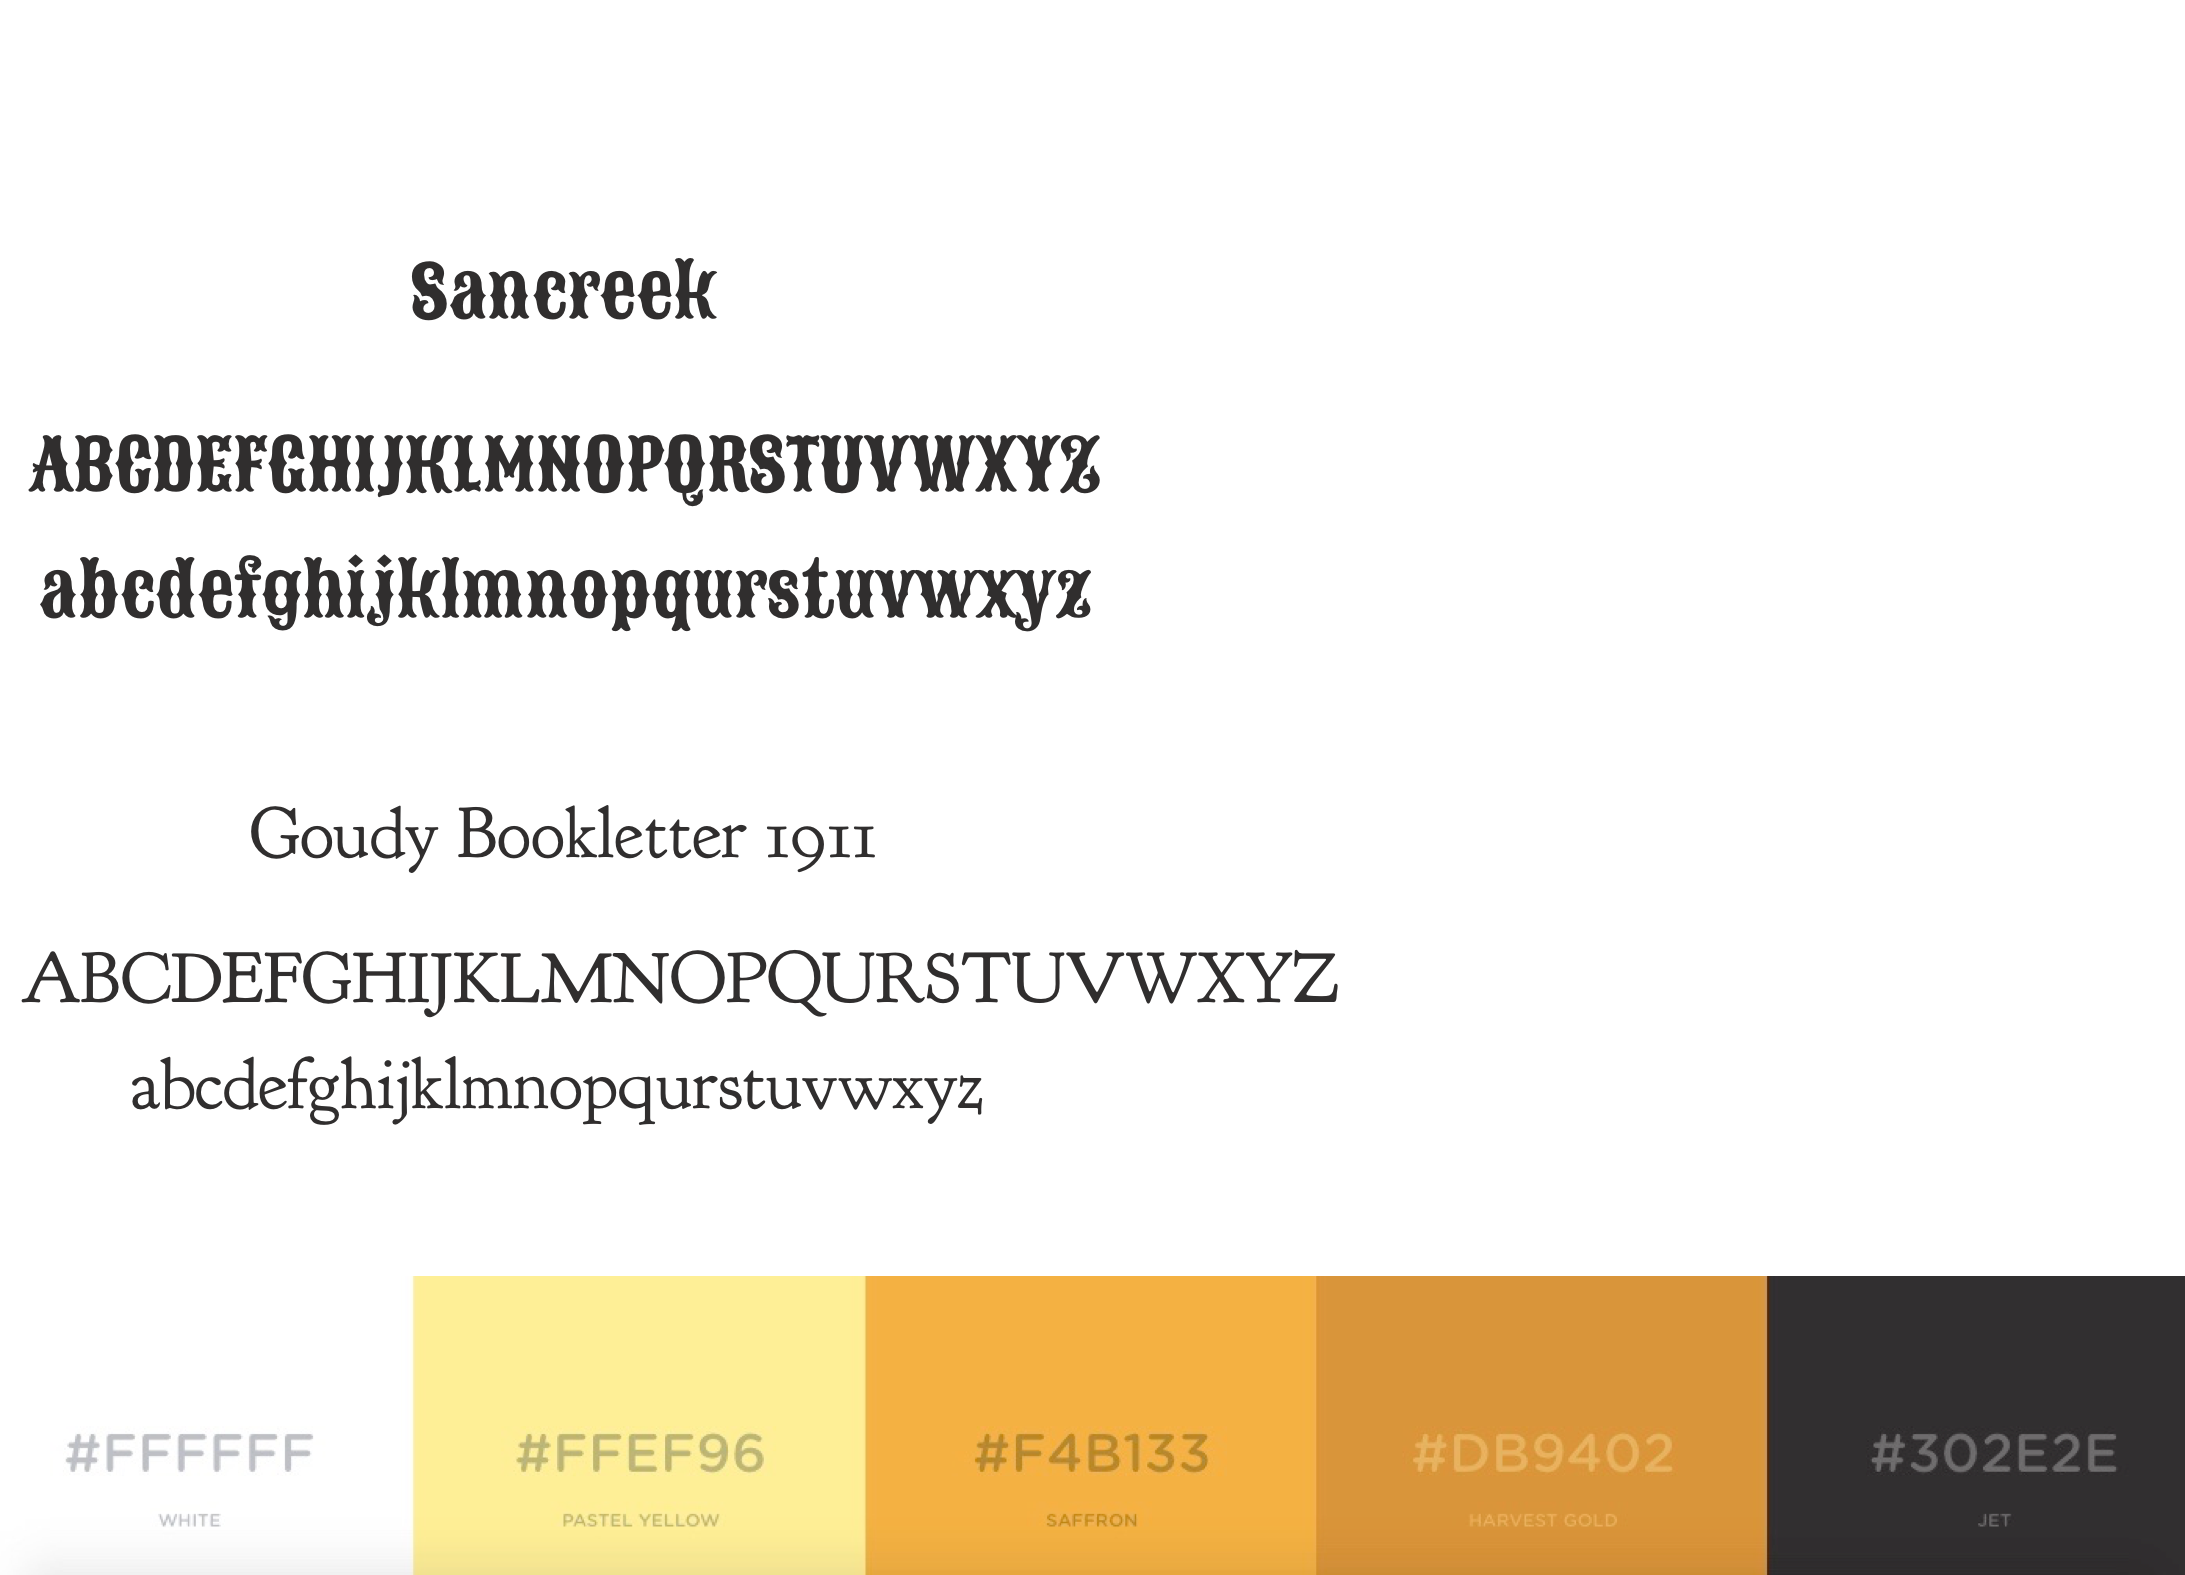 Sancreek
ABCDEFGHIJKLMNOPQRSTUVWXYZ
abcdefghijklmnopqurstuvwxyz
Goudy Bookletter 1911
ABCDEFGHIJKLMNOPQURSTUVWXYZ
abcdefghijklmnopqurstuvwxyz
#FFFFFF #FFEF96 #F4B133 #DB9402 #302E2E
WHITE PASTEL YELLOW SAFFRON HARVEST GOLD JET